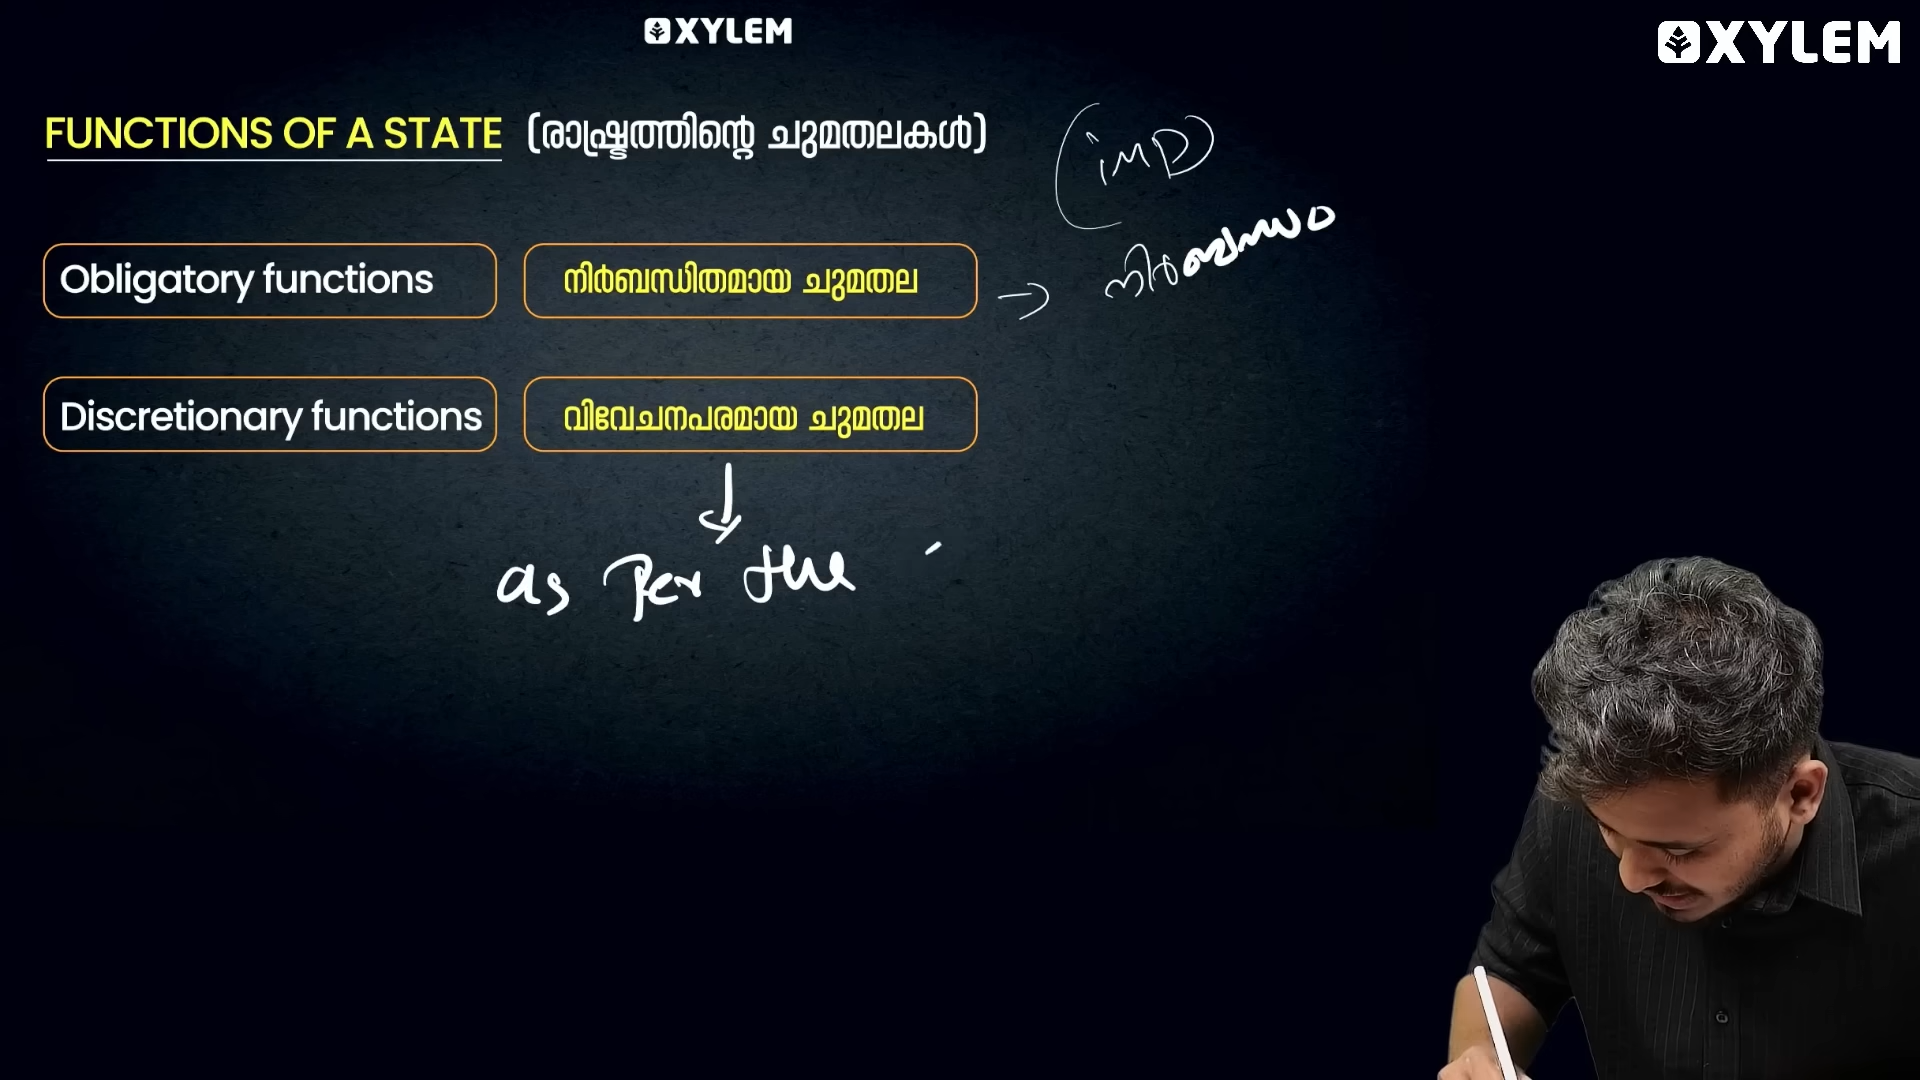 XYLEM
XYLEM
FUNCTIONS OF A STATE (രാഷ്ട്രത്തിന്റെ ചുമതലകൾ)
(imp)
Obligatory functions നിർബന്ധിതമായ ചുമതല → നിർബന്ധം
Discretionary functions വിവേചനപരമായ ചുമതല
as per the